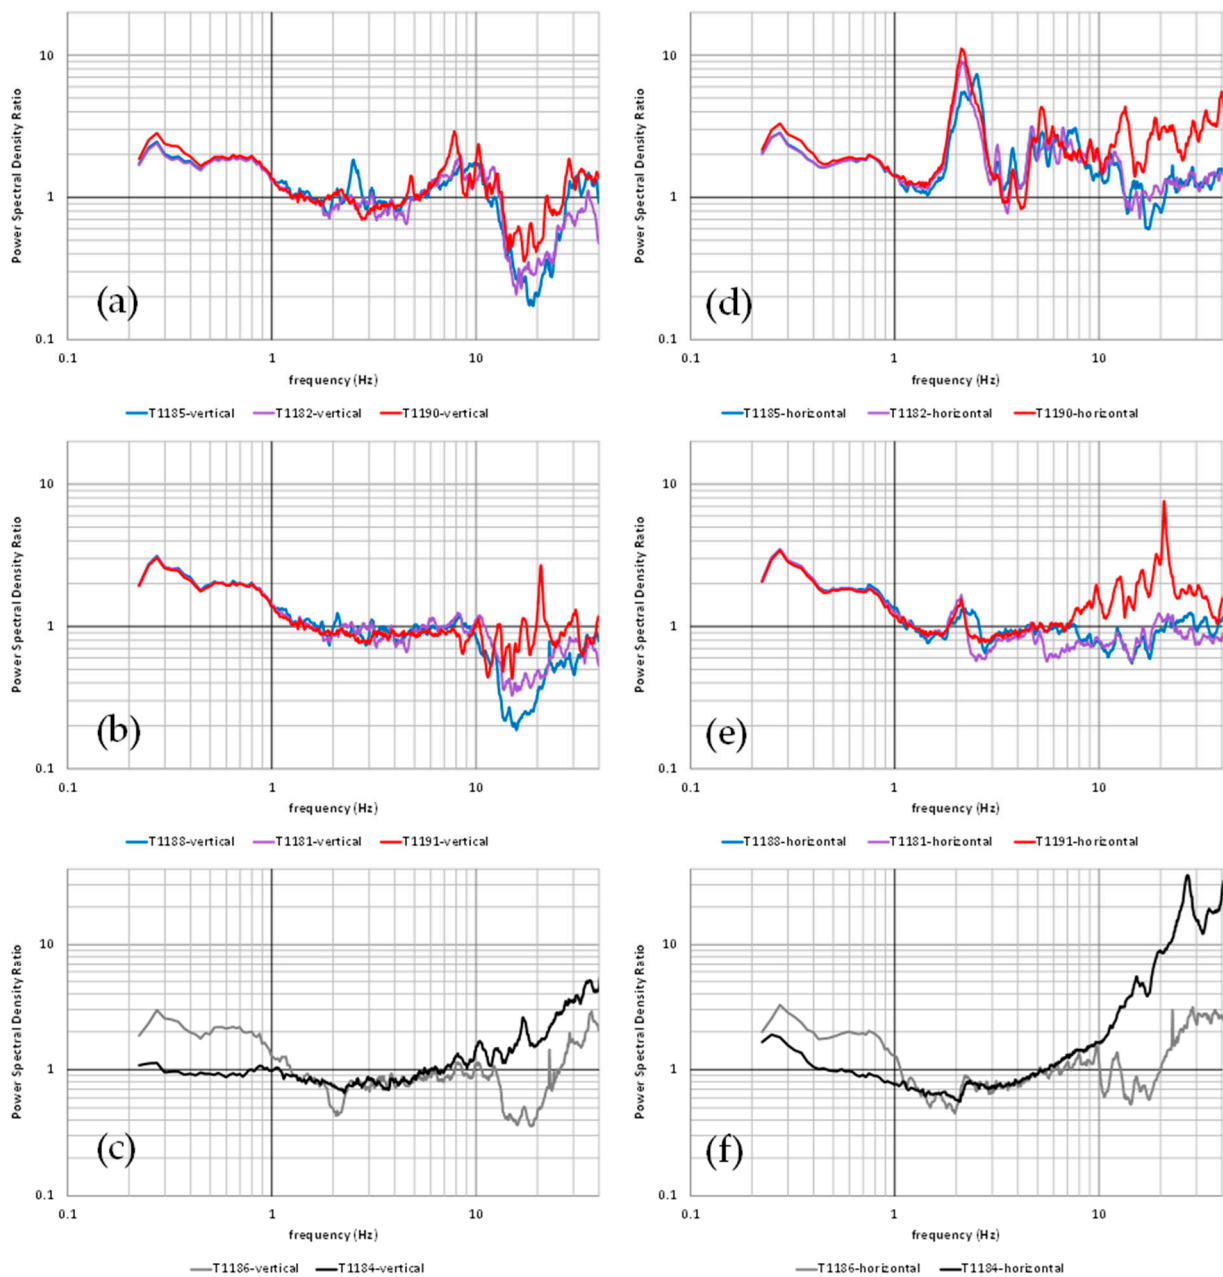 Power Spectral Density Ratio
10
1
0.1
0.1
1
10
frequency (Hz)
(a)
T1185-vertical T1182-vertical T1190-vertical
Power Spectral Density Ratio
10
1
0.1
0.1
1
10
frequency (Hz)
(d)
T1185-horizontal T1182-horizontal T1190-horizontal
Power Spectral Density Ratio
10
1
0.1
0.1
1
10
frequency (Hz)
(b)
T1188-vertical T1181-vertical T1191-vertical
Power Spectral Density Ratio
10
1
0.1
0.1
1
10
frequency (Hz)
(e)
T1188-horizontal T1181-horizontal T1191-horizontal
Power Spectral Density Ratio
10
1
0.1
0.1
1
10
frequency (Hz)
(c)
T1186-vertical T1184-vertical
Power Spectral Density Ratio
10
1
0.1
0.1
1
10
frequency (Hz)
(f)
T1186-horizontal T1184-horizontal